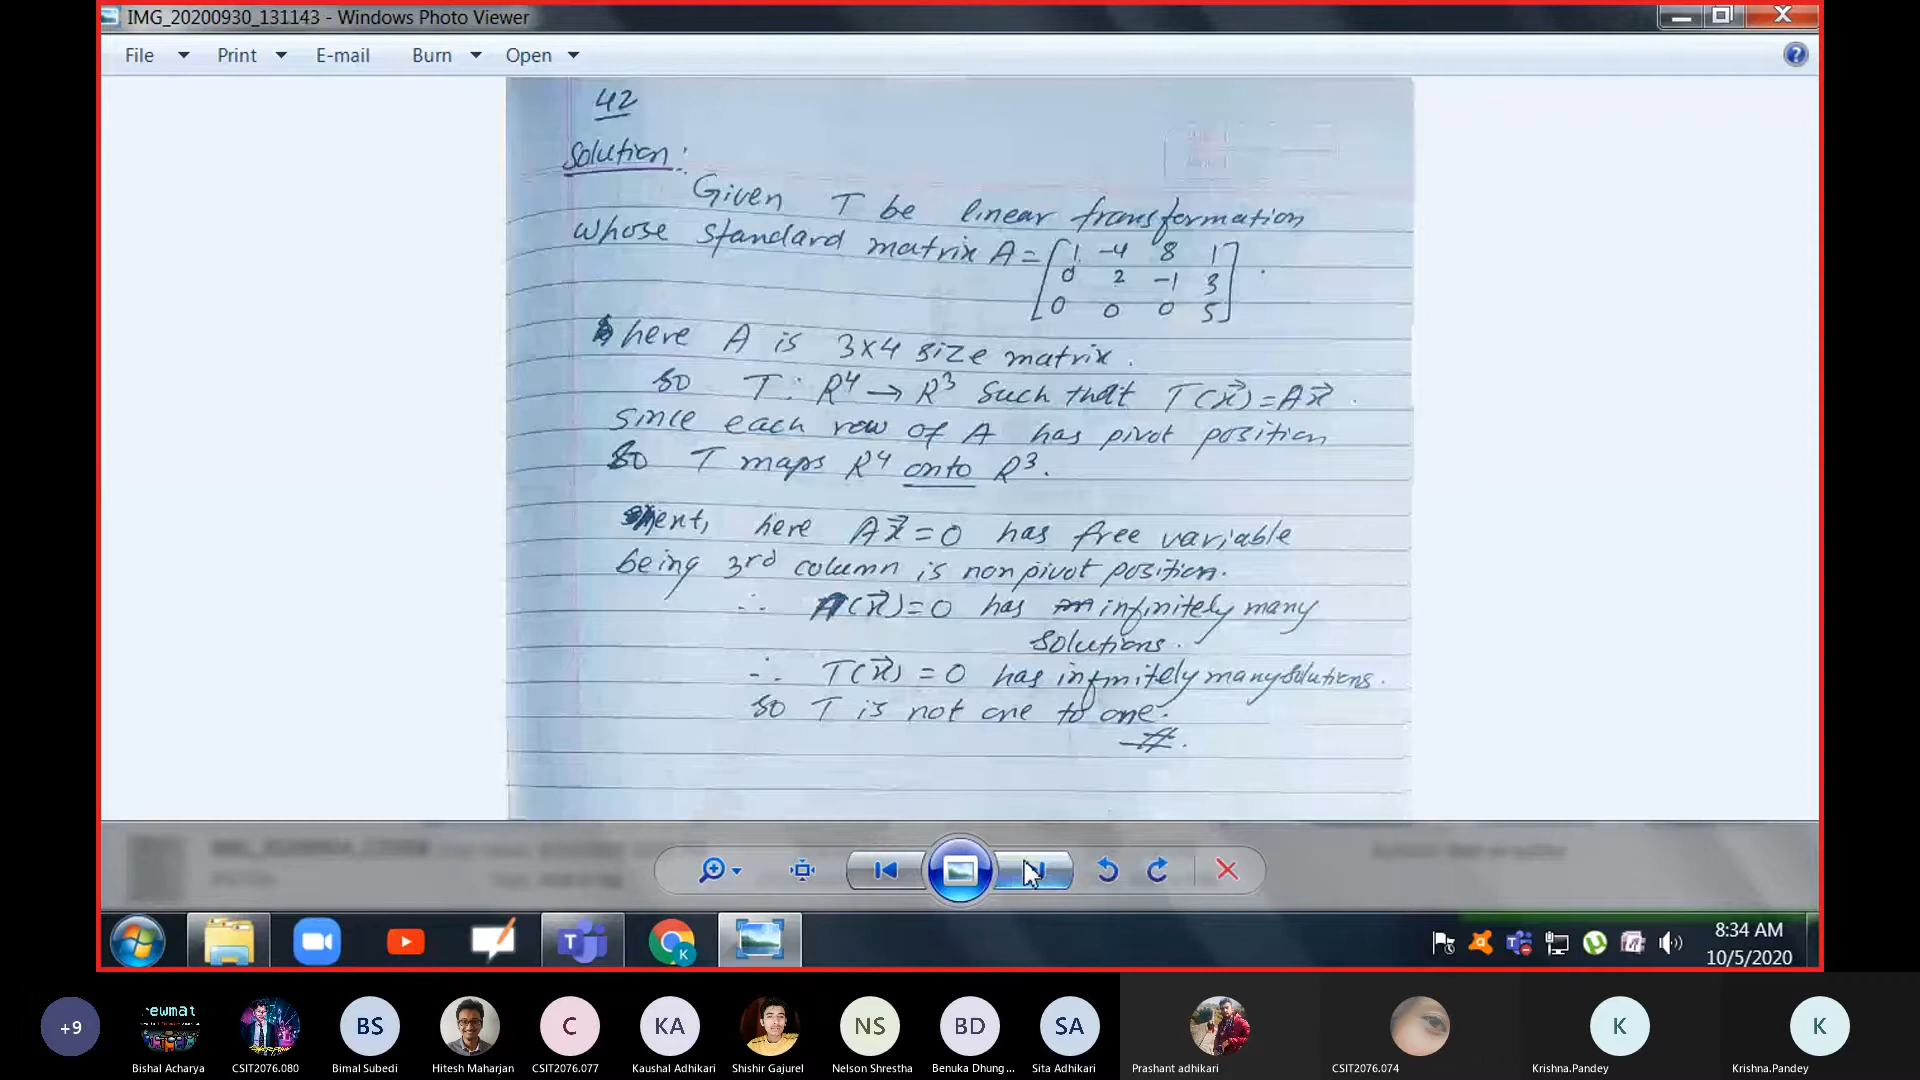 IMG_20200930_131143 - Windows Photo Viewer
File Print E-mail Burn Open
42
Solution:
Given T be linear transformation
whose standard matrix A = [1 -4 8 1
0 2 -1 3
0 0 0 5].
here A is 3x4 size matrix.
so T: R⁴ → R³ such that T(x⃗) = Ax⃗.
since each row of A has pivot position
so T maps R⁴ onto R³.
next, here Ax⃗ = 0 has free variable
being 3rd column is nonpivot position.
∴ A(x⃗) = 0 has infinitely many
solutions.
∴ T(x⃗) = 0 has infinitely many solutions.
so T is not one to one.
#.
8:34 AM
10/5/2020
+9
ewmat
BS
C
KA
NS
BD
SA
K
K
Bishal Acharya
CSIT2076.080
Bimal Subedi
Hitesh Maharjan
CSIT2076.077
Kaushal Adhikari
Shishir Gajurel
Nelson Shrestha
Benuka Dhung...
Sita Adhikari
Prashant adhikari
CSIT2076.074
Krishna.Pandey
Krishna.Pandey